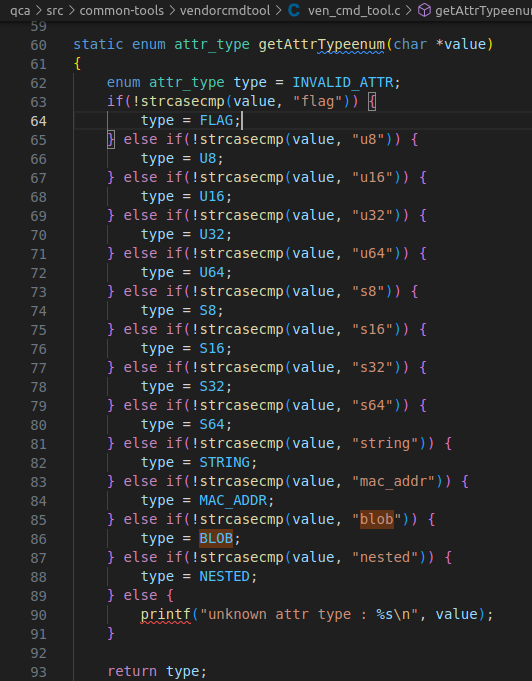 qca > src > common-tools > vendorcmdtool > C ven_cmd_tool.c > getAttrTypeenum
59
60 static enum attr_type getAttrTypeenum(char *value)
61 {
62     enum attr_type type = INVALID_ATTR;
63     if(!strcasecmp(value, "flag")) {
64         type = FLAG;
65     } else if(!strcasecmp(value, "u8")) {
66         type = U8;
67     } else if(!strcasecmp(value, "u16")) {
68         type = U16;
69     } else if(!strcasecmp(value, "u32")) {
70         type = U32;
71     } else if(!strcasecmp(value, "u64")) {
72         type = U64;
73     } else if(!strcasecmp(value, "s8")) {
74         type = S8;
75     } else if(!strcasecmp(value, "s16")) {
76         type = S16;
77     } else if(!strcasecmp(value, "s32")) {
78         type = S32;
79     } else if(!strcasecmp(value, "s64")) {
80         type = S64;
81     } else if(!strcasecmp(value, "string")) {
82         type = STRING;
83     } else if(!strcasecmp(value, "mac_addr")) {
84         type = MAC_ADDR;
85     } else if(!strcasecmp(value, "blob")) {
86         type = BLOB;
87     } else if(!strcasecmp(value, "nested")) {
88         type = NESTED;
89     } else {
90         printf("unknown attr type : %s\n", value);
91     }
92
93     return type;